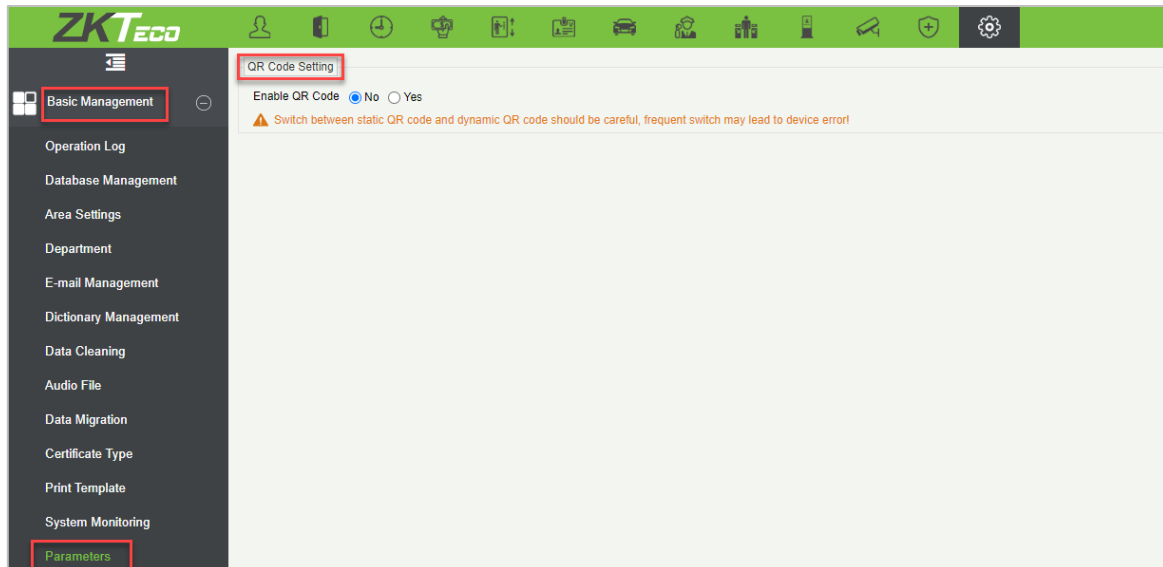 ZKTeco
QR Code Setting
Basic Management
Enable QR Code No Yes
Switch between static QR code and dynamic QR code should be careful, frequent switch may lead to device error!
Operation Log
Database Management
Area Settings
Department
E-mail Management
Dictionary Management
Data Cleaning
Audio File
Data Migration
Certificate Type
Print Template
System Monitoring
Parameters